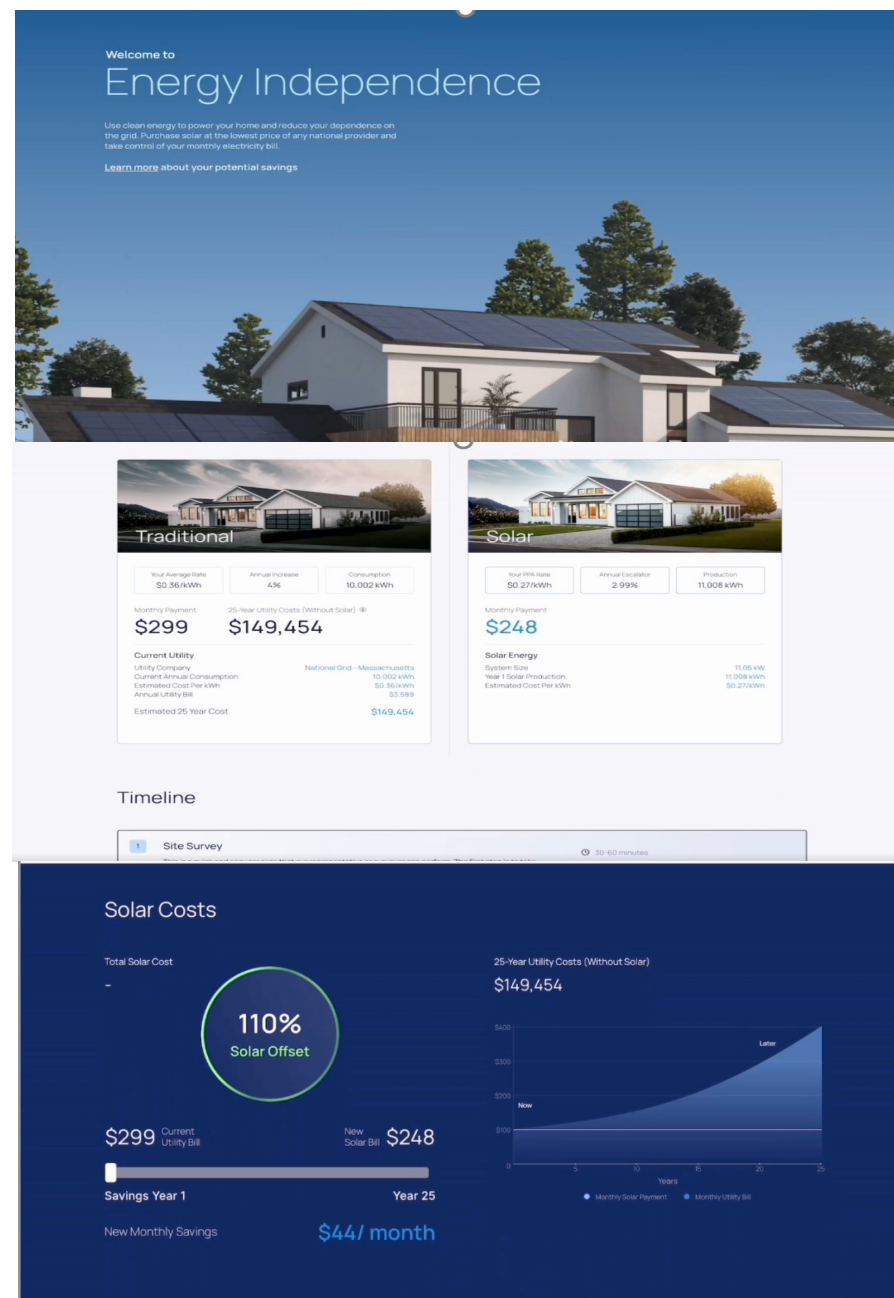 Welcome to
Energy Independence
Use clean energy to power your home and reduce your dependence on
the grid. Purchase solar at the lowest price of any national provider and
take control of your monthly electricity bill.
Learn more about your potential savings
Traditional
Your Average Rate
$0.36/kWh
Annual Increase
4%
Consumption
10,002 kWh
Monthly Payment
$299
25-Year Utility Costs (Without Solar)
$149,454
Current Utility
Utility Company National Grid - Massachusetts
Current Annual Consumption 10,002 kWh
Estimated Cost Per kWh $0.36/kWh
Annual Utility Bill $3,589
Estimated 25 Year Cost $149,454
Solar
Your PPA Rate
$0.27/kWh
Annual Escalator
2.99%
Production
11,008 kWh
Monthly Payment
$248
Solar Energy
System Size 11.05 kW
Year 1 Solar Production 11,008 kWh
Estimated Cost Per kWh $0.27/kWh
Timeline
1 Site Survey
30-60 minutes
Solar Costs
Total Solar Cost
-
110%
Solar Offset
$299 Current
Utility Bill
New
Solar Bill $248
Savings Year 1 Year 25
New Monthly Savings $44/ month
25-Year Utility Costs (Without Solar)
$149,454
$400
$300
$200
$100
0
Now
Later
5 10 15 20 25
Years
Monthly Solar Payment Monthly Utility Bill